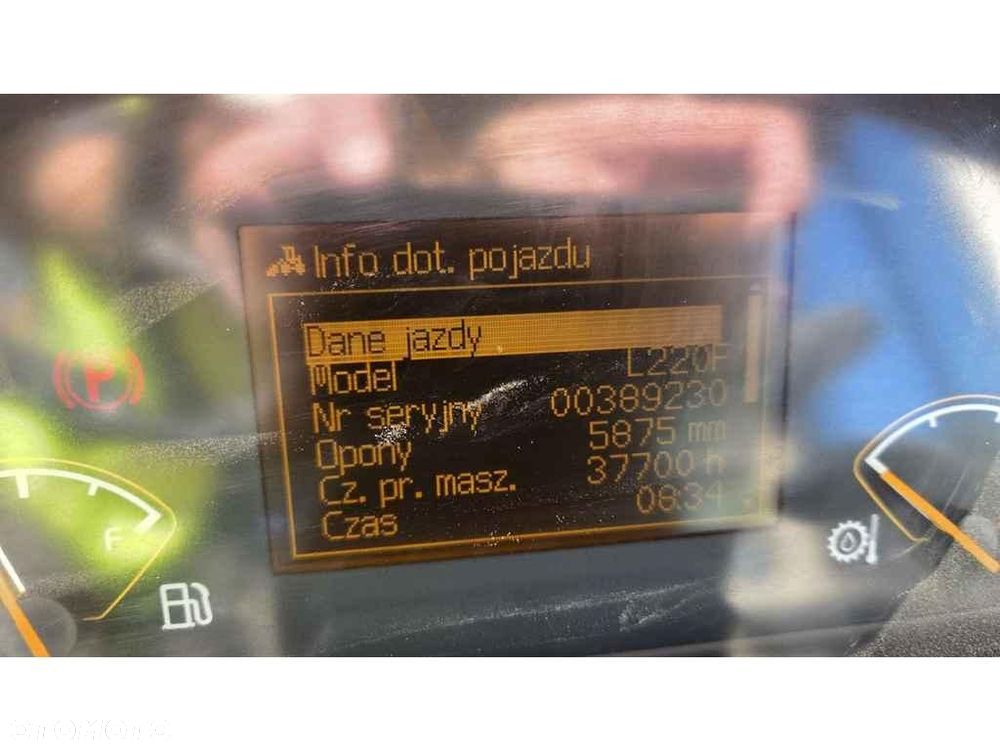 Info dot. pojazdu
Dane jazdy
Model L220F
Nr seryjny 00389230
Opony 5875 mm
Cz. pr. masz. 37700 h
Czas 08:34
P
F